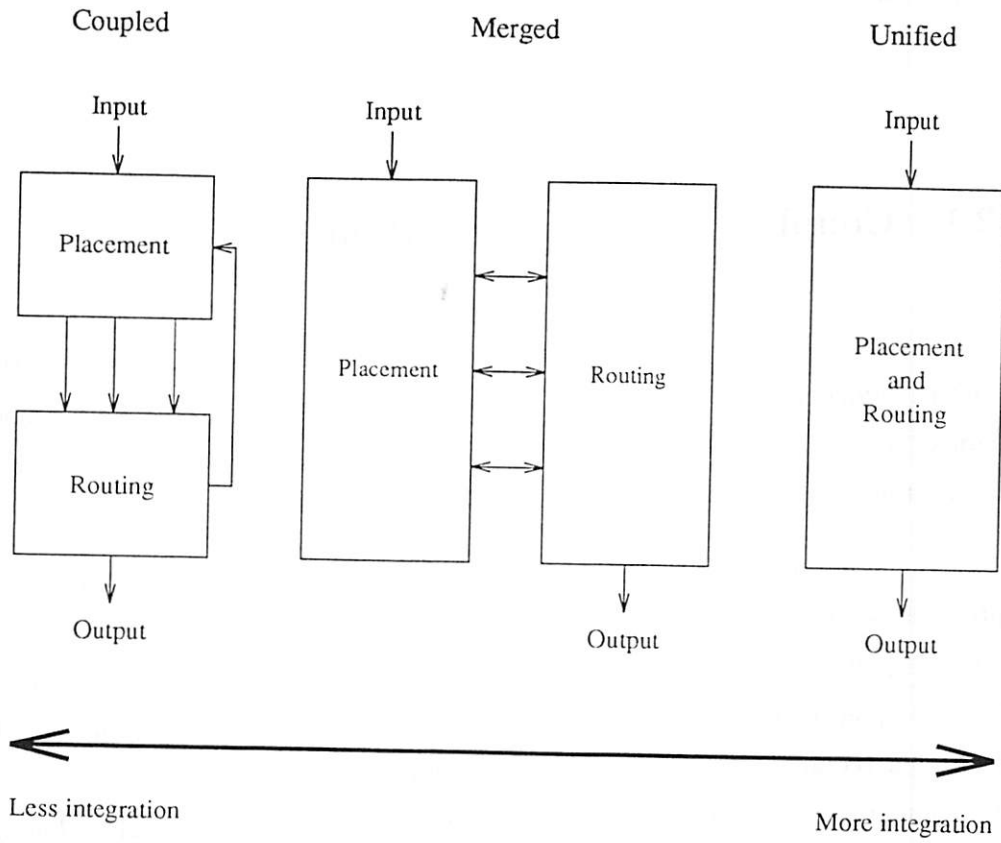 Coupled
Merged
Unified
Input
Input
Input
Placement
Routing
Placement
Routing
Placement
and
Routing
Output
Output
Output
Less integration
More integration